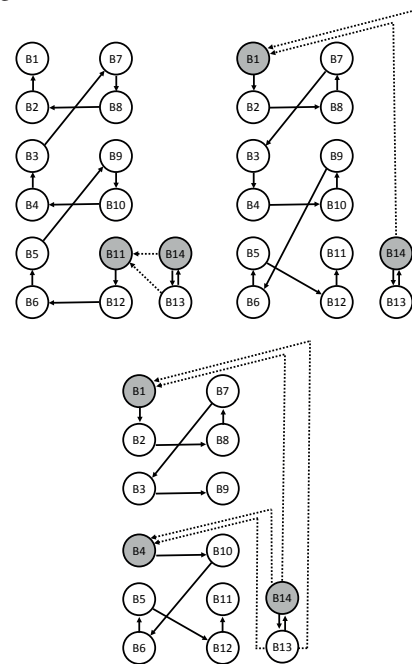 B1 B7 B1 B7
B2 B8 B2 B8
B3 B9 B3 B9
B4 B10 B4 B10
B5 B11 B14 B5 B11 B14
B6 B12 B13 B6 B12 B13
B1 B7
B2 B8
B3 B9
B4 B10
B5 B11 B14
B6 B12 B13